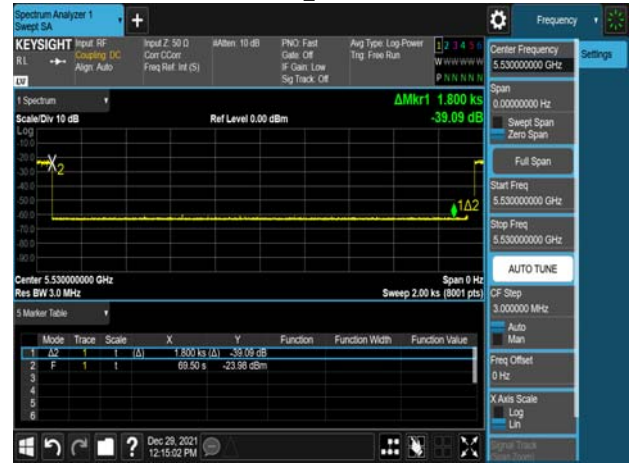 Spectrum Analyzer 1
Swept SA
+
Frequency
KEYSIGHT
Input: RF
Input Z: 50 Ω
#Atten: 10 dB
PNO: Fast
Avg Type: Log-Power
1 2 3 4 5 6
RL
Coupling: DC
Corr CCorr
Gate: Off
Trig: Free Run
Align: Auto
Freq Ref: Int (S)
IF Gain: Low
W W W W W W
Sig Track: Off
P N N N N N
LW
Center Frequency
5.530000000 GHz
Settings
1 Spectrum
ΔMkr1 1.800 ks
Scale/Div 10 dB
Ref Level 0.00 dBm
-39.09 dB
Log
-10.0
-20.0
-30.0
-40.0
-50.0
-60.0
-70.0
-80.0
-90.0
2
1Δ2
Center 5.530000000 GHz
Span 0 Hz
Res BW 3.0 MHz
Sweep 2.00 ks (8001 pts)
Span
0.00000000 Hz
Swept Span
Zero Span
Full Span
Start Freq
5.530000000 GHz
Stop Freq
5.530000000 GHz
AUTO TUNE
CF Step
3.000000 MHz
Auto
Man
Freq Offset
0 Hz
X Axis Scale
Log
Lin
Signal Track
(Span Zoom)
5 Marker Table
Mode Trace Scale X Y Function Function Width Function Value
1 Δ2 1 t (Δ) 1.800 ks (Δ) -39.09 dB
2 F 1 t 69.50 s -23.98 dBm
3
4
5
6
? Dec 29, 2021
12:15:02 PM